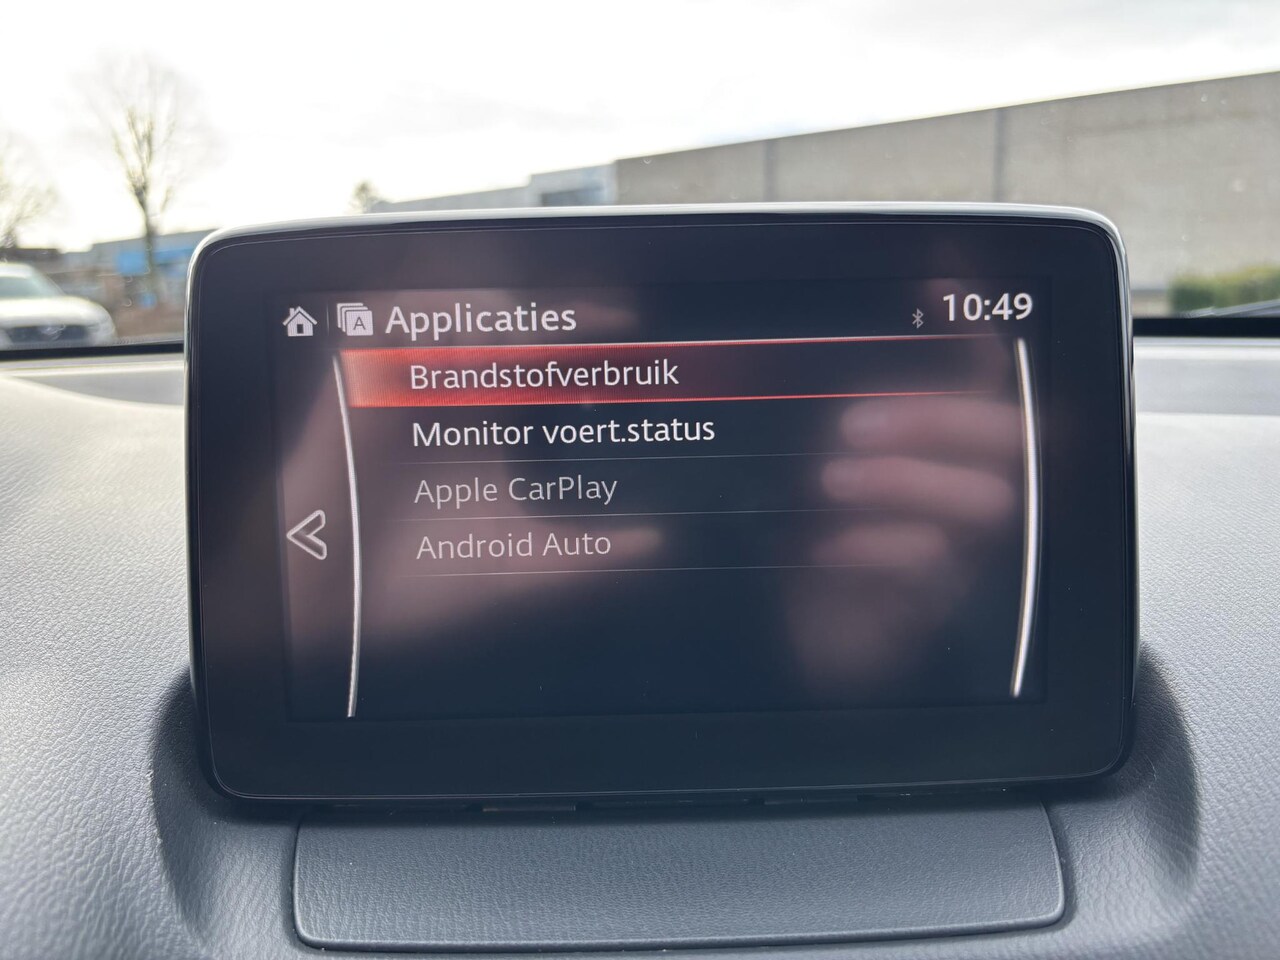 A Applicaties 10:49
Brandstofverbruik
Monitor voert.status
Apple CarPlay
Android Auto